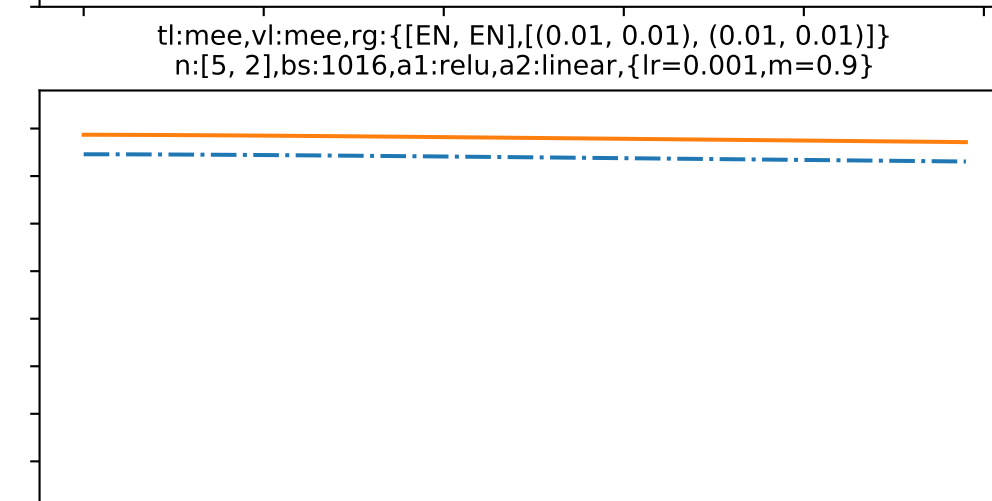 tl:mee,vl:mee,rg:{[EN, EN],[(0.01, 0.01), (0.01, 0.01)]}
n:[5, 2],bs:1016,a1:relu,a2:linear,{lr=0.001,m=0.9}